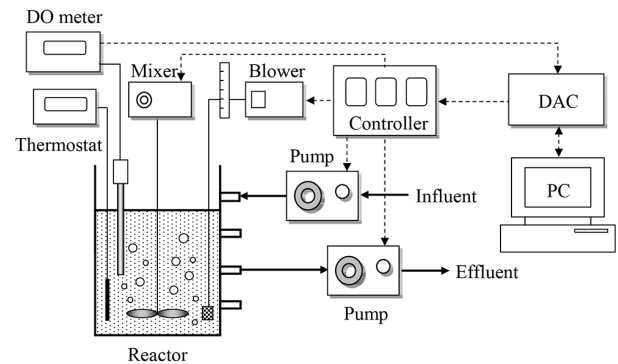 DO meter
Mixer
Blower
Controller
DAC
Thermostat
Pump
PC
Influent
Effluent
Pump
Reactor